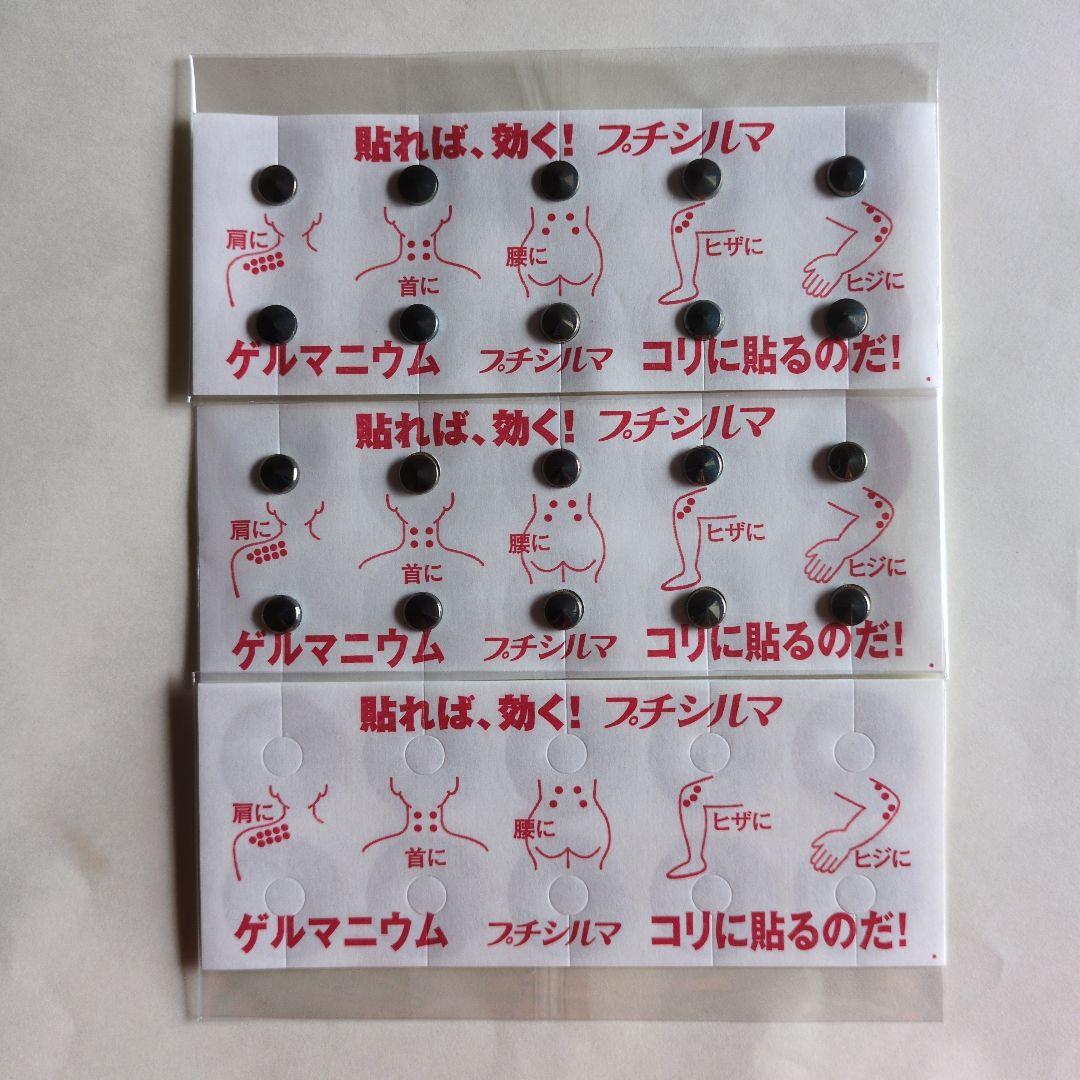 貼れば、効く! プチシルマ
肩に
首に
腰に
ヒザに
ヒジに
ゲルマニウム プチシルマ コリに貼るのだ!
貼れば、効く! プチシルマ
肩に
首に
腰に
ヒザに
ヒジに
ゲルマニウム プチシルマ コリに貼るのだ!
貼れば、効く! プチシルマ
肩に
首に
腰に
ヒザに
ヒジに
ゲルマニウム プチシルマ コリに貼るのだ!